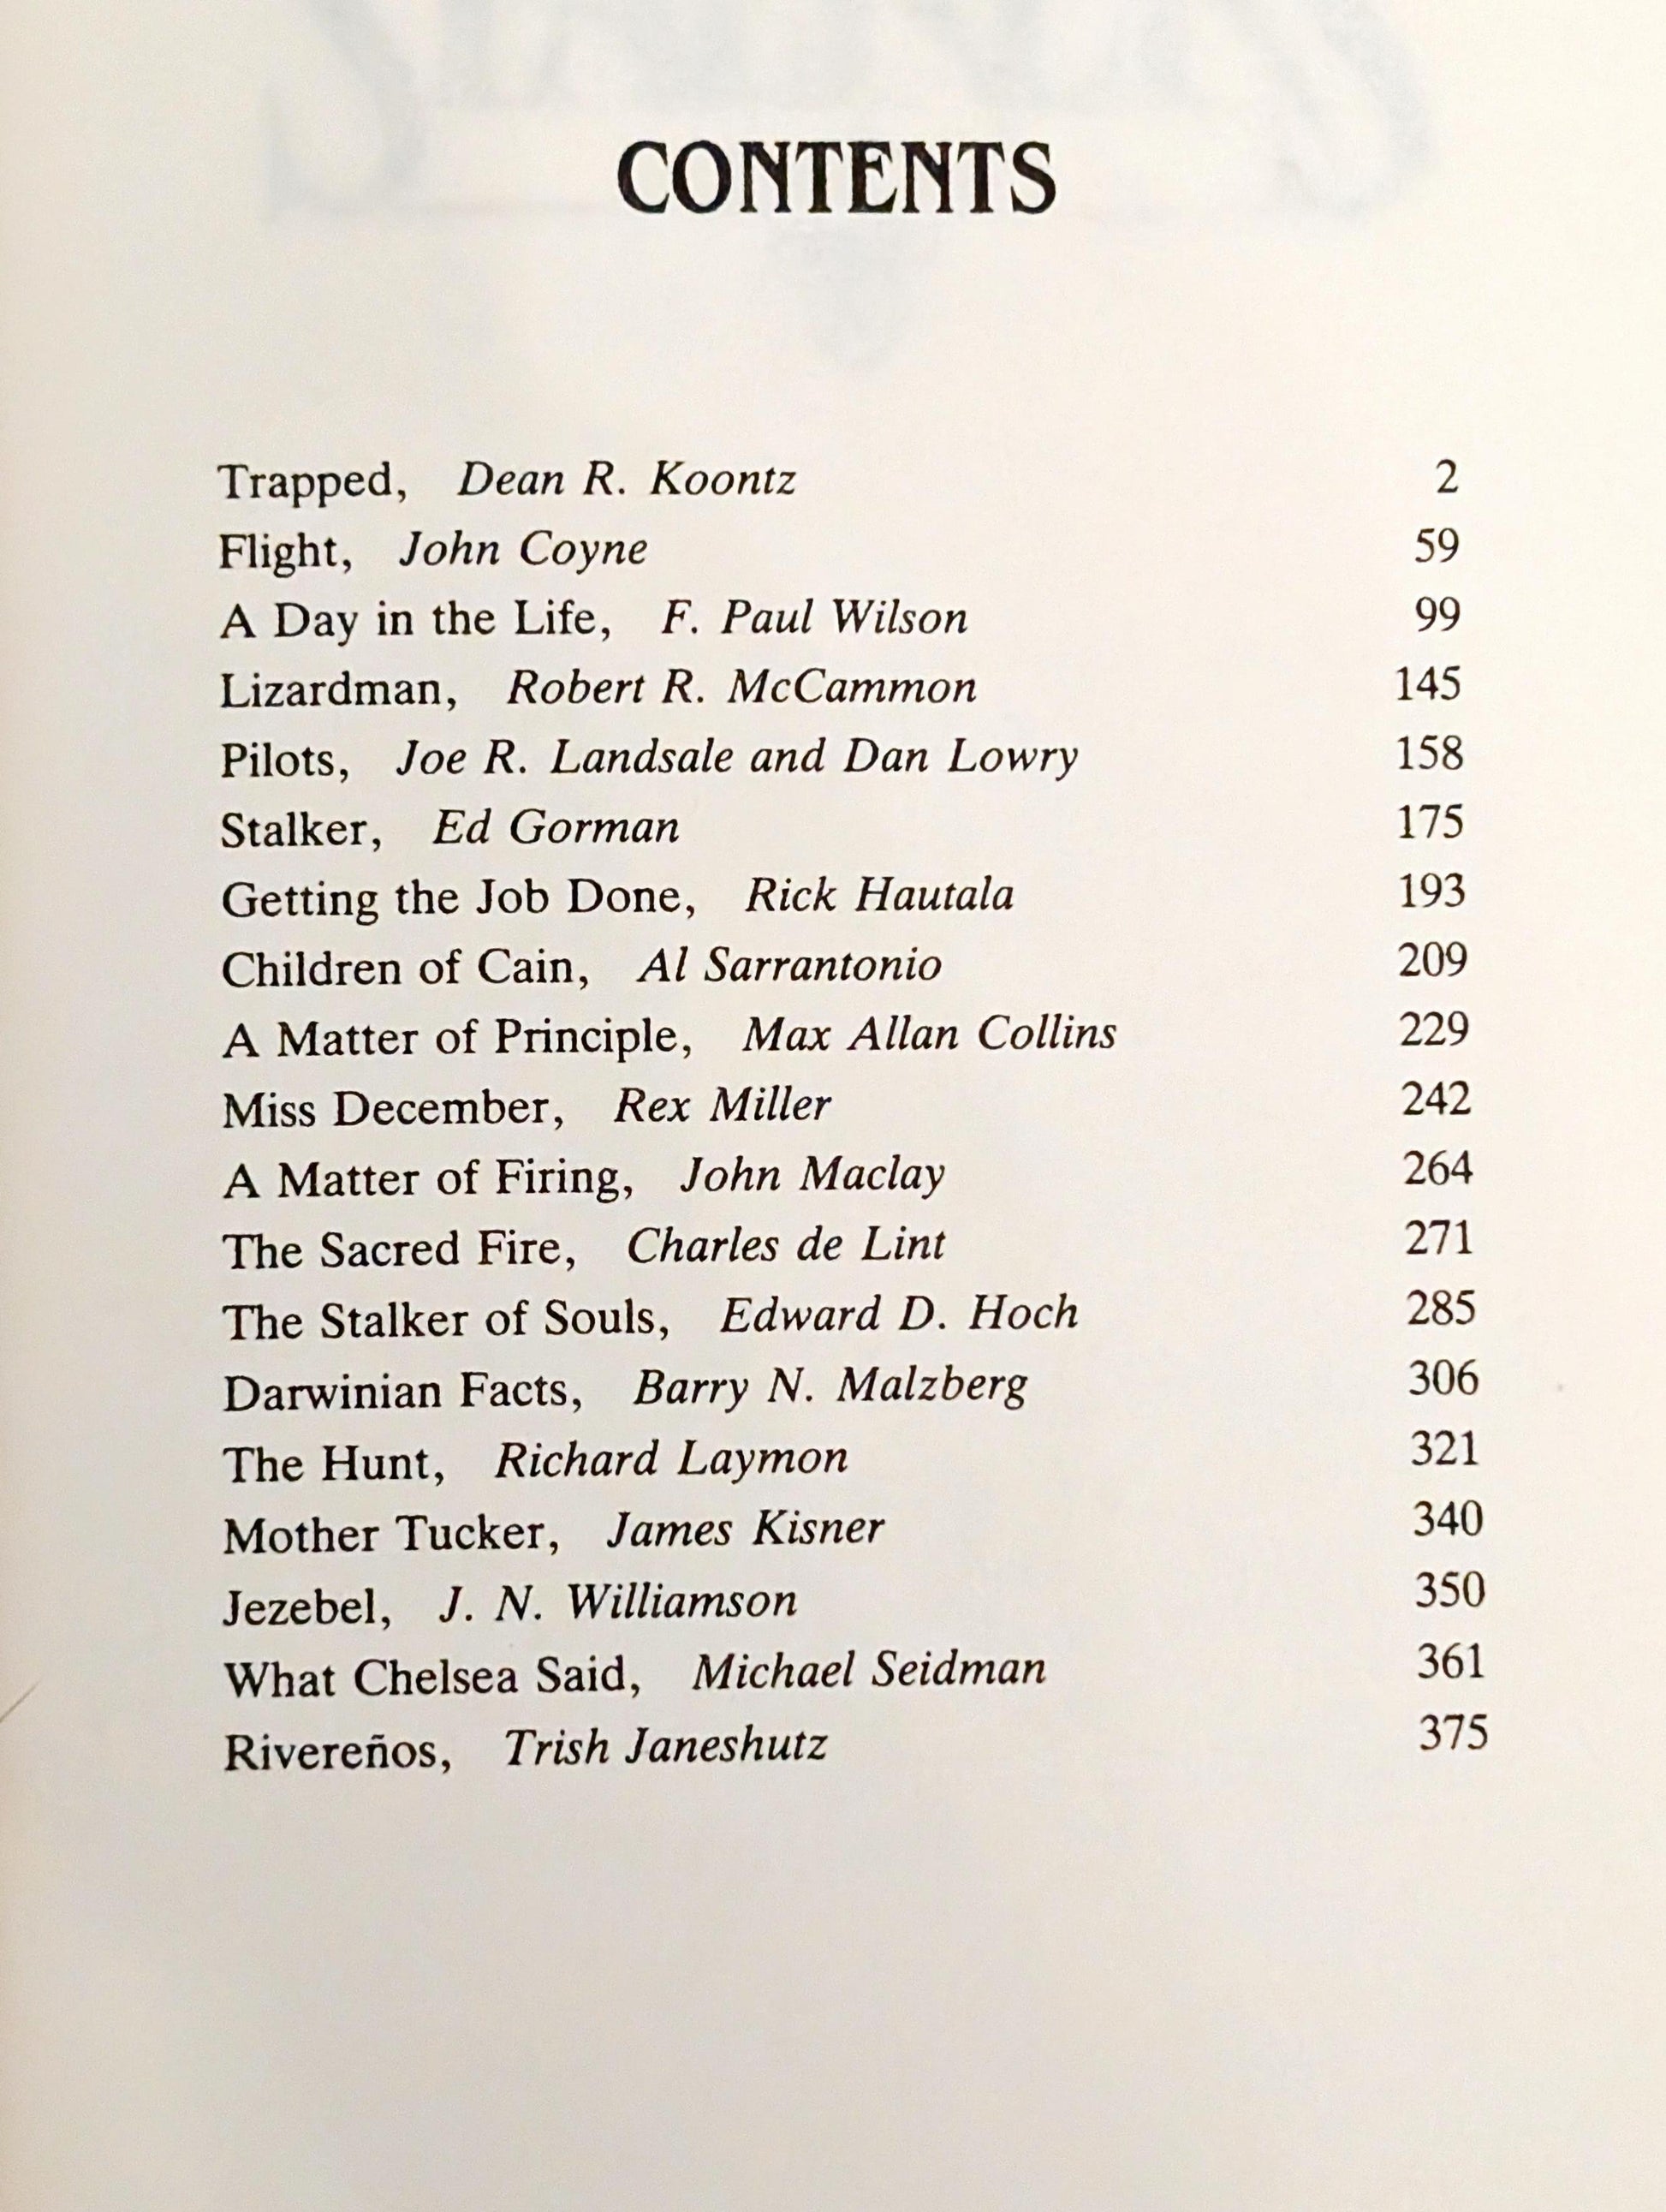 CONTENTS
Trapped, Dean R. Koontz 2
Flight, John Coyne 59
A Day in the Life, F. Paul Wilson 99
Lizardman, Robert R. McCammon 145
Pilots, Joe R. Landsale and Dan Lowry 158
Stalker, Ed Gorman 175
Getting the Job Done, Rick Hautala 193
Children of Cain, Al Sarrantonio 209
A Matter of Principle, Max Allan Collins 229
Miss December, Rex Miller 242
A Matter of Firing, John Maclay 264
The Sacred Fire, Charles de Lint 271
The Stalker of Souls, Edward D. Hoch 285
Darwinian Facts, Barry N. Malzberg 306
The Hunt, Richard Laymon 321
Mother Tucker, James Kisner 340
Jezebel, J. N. Williamson 350
What Chelsea Said, Michael Seidman 361
Rivereños, Trish Janeshutz 375